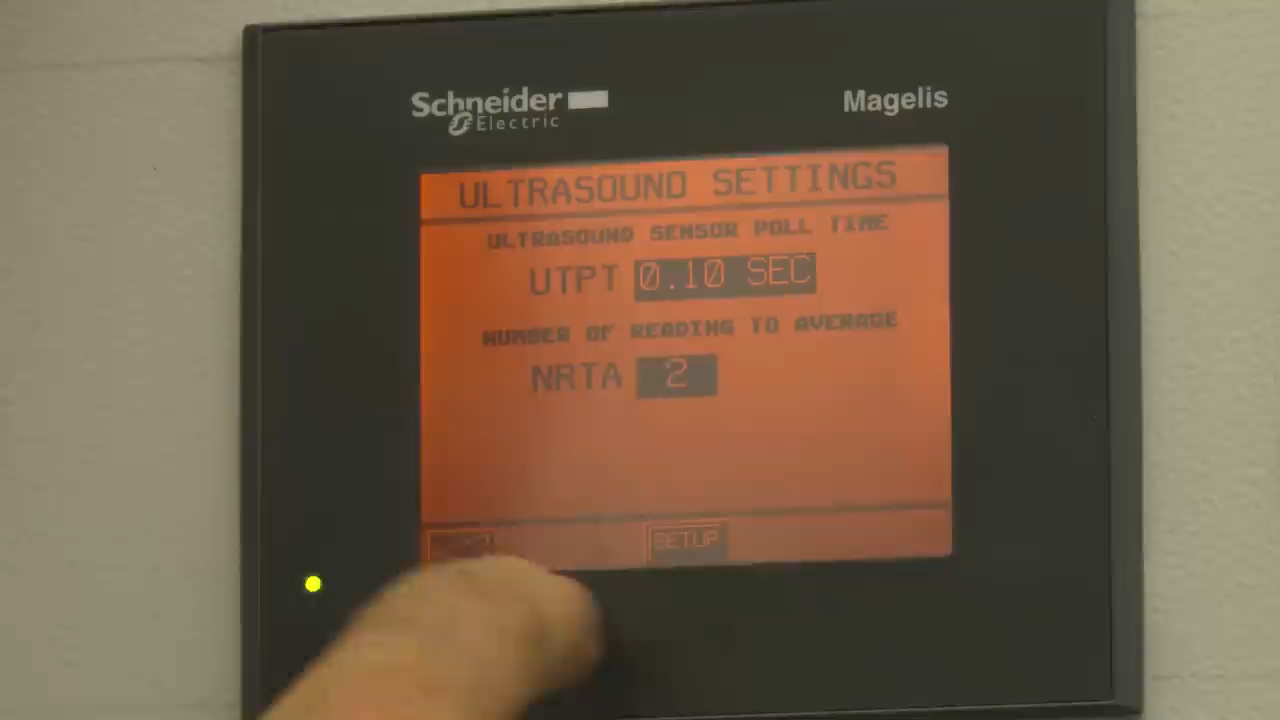 Schneider
Electric
Magelis
ULTRASOUND SETTINGS
ULTRASOUND SENSOR POLL TIME
UTPT 0.10 SEC
NUMBER OF READING TO AVERAGE
NRTA 2
SETUP